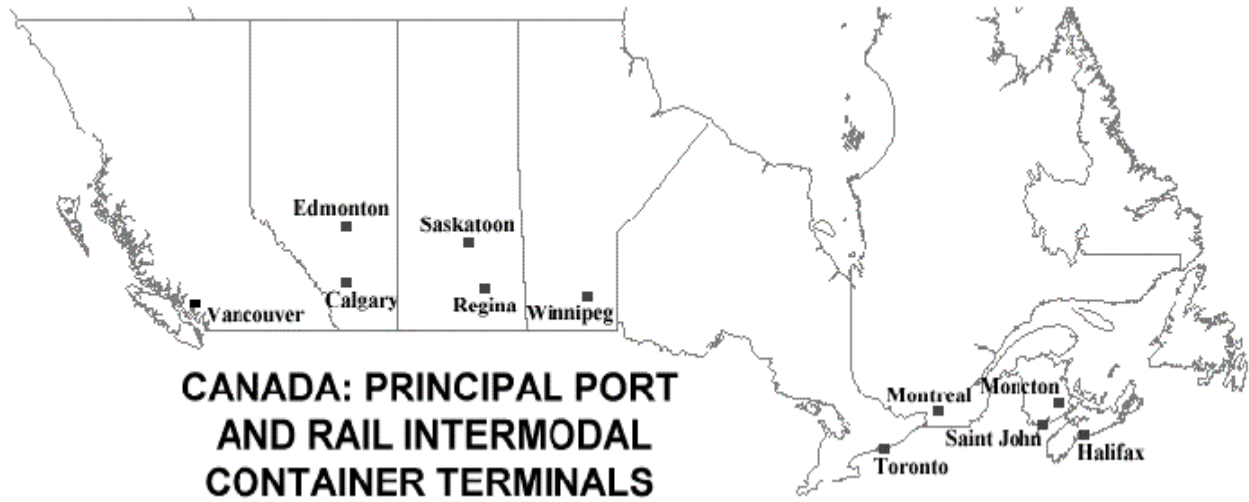 Edmonton
Saskatoon
Calgary
Regina
Winnipeg
Vancouver
CANADA: PRINCIPAL PORT
AND RAIL INTERMODAL
CONTAINER TERMINALS
Montreal
Moncton
Saint John
Halifax
Toronto